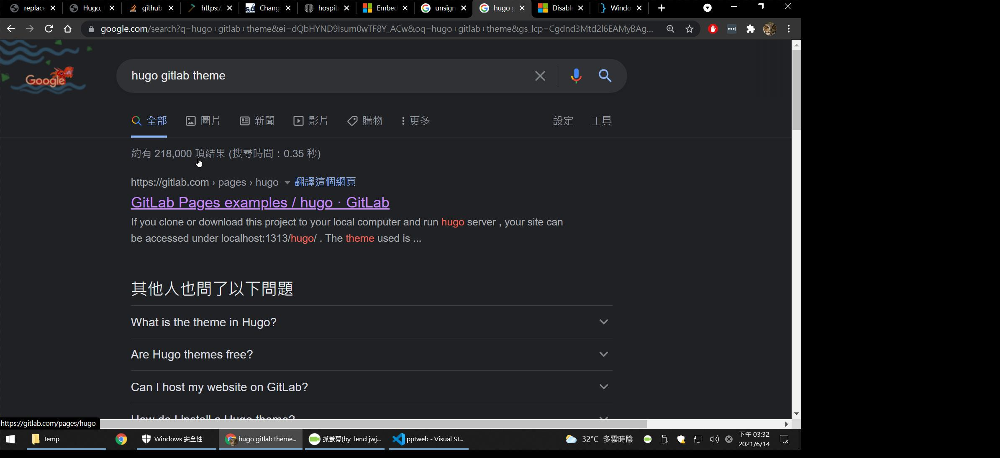 replace
Hugo,
github
https:/
Chang
hospit
Embed
unsign
hugo g
Disabl
Windo
google.com/search?q=hugo+gitlab+theme&ei=dQbHYND9Isum0wTF8Y_ACw&oq=hugo+gitlab+theme&gs_lcp=Cgdnd3Mtd2l6EAMyBAg...
Google
hugo gitlab theme
全部 圖片 新聞 影片 購物 更多 設定 工具
約有 218,000 項結果 (搜尋時間：0.35 秒)
https://gitlab.com › pages › hugo 翻譯這個網頁
GitLab Pages examples / hugo · GitLab
If you clone or download this project to your local computer and run hugo server , your site can
be accessed under localhost:1313/hugo/ . The theme used is ...
其他人也問了以下問題
What is the theme in Hugo?
Are Hugo themes free?
Can I host my website on GitLab?
How do I install a Hugo theme?
https://gitlab.com/pages/hugo
temp
Windows 安全性
hugo gitlab theme...
抓螢幕(by lend jwj...
pptweb - Visual St...
32°C 多雲時陰
下午 03:32
2021/6/14